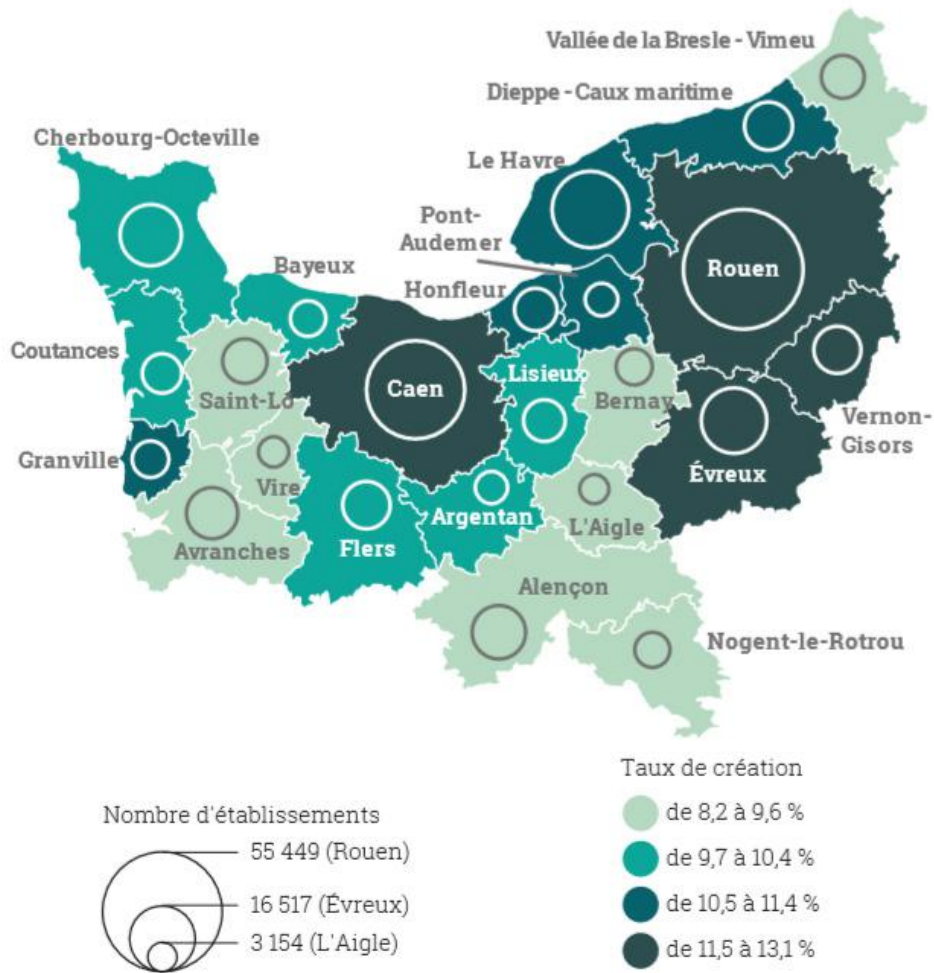 Vallée de la Bresle - Vimeu
Dieppe - Caux maritime
Cherbourg-Octeville
Le Havre
Pont-
Audemer
Rouen
Bayeux
Honfleur
Coutances
Saint-Lô
Caen
Lisieux
Bernay
Vernon-
Gisors
Granville
Vire
Évreux
Avranches
Flers
Argentan
L'Aigle
Alençon
Nogent-le-Rotrou
Nombre d'établissements
55 449 (Rouen)
16 517 (Évreux)
3 154 (L'Aigle)
Taux de création
de 8,2 à 9,6 %
de 9,7 à 10,4 %
de 10,5 à 11,4 %
de 11,5 à 13,1 %